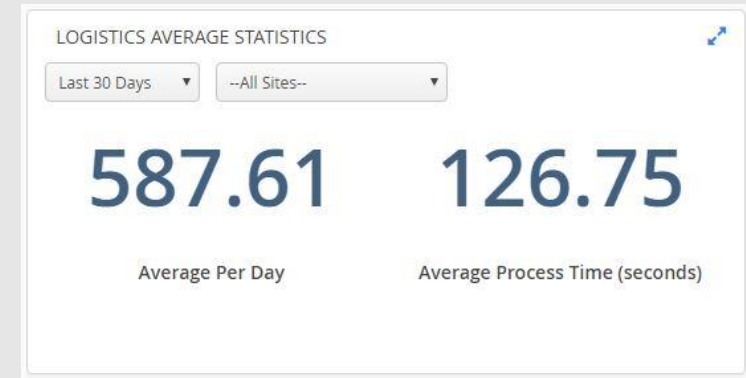 LOGISTICS AVERAGE STATISTICS
Last 30 Days --All Sites--
587.61 126.75
Average Per Day Average Process Time (seconds)